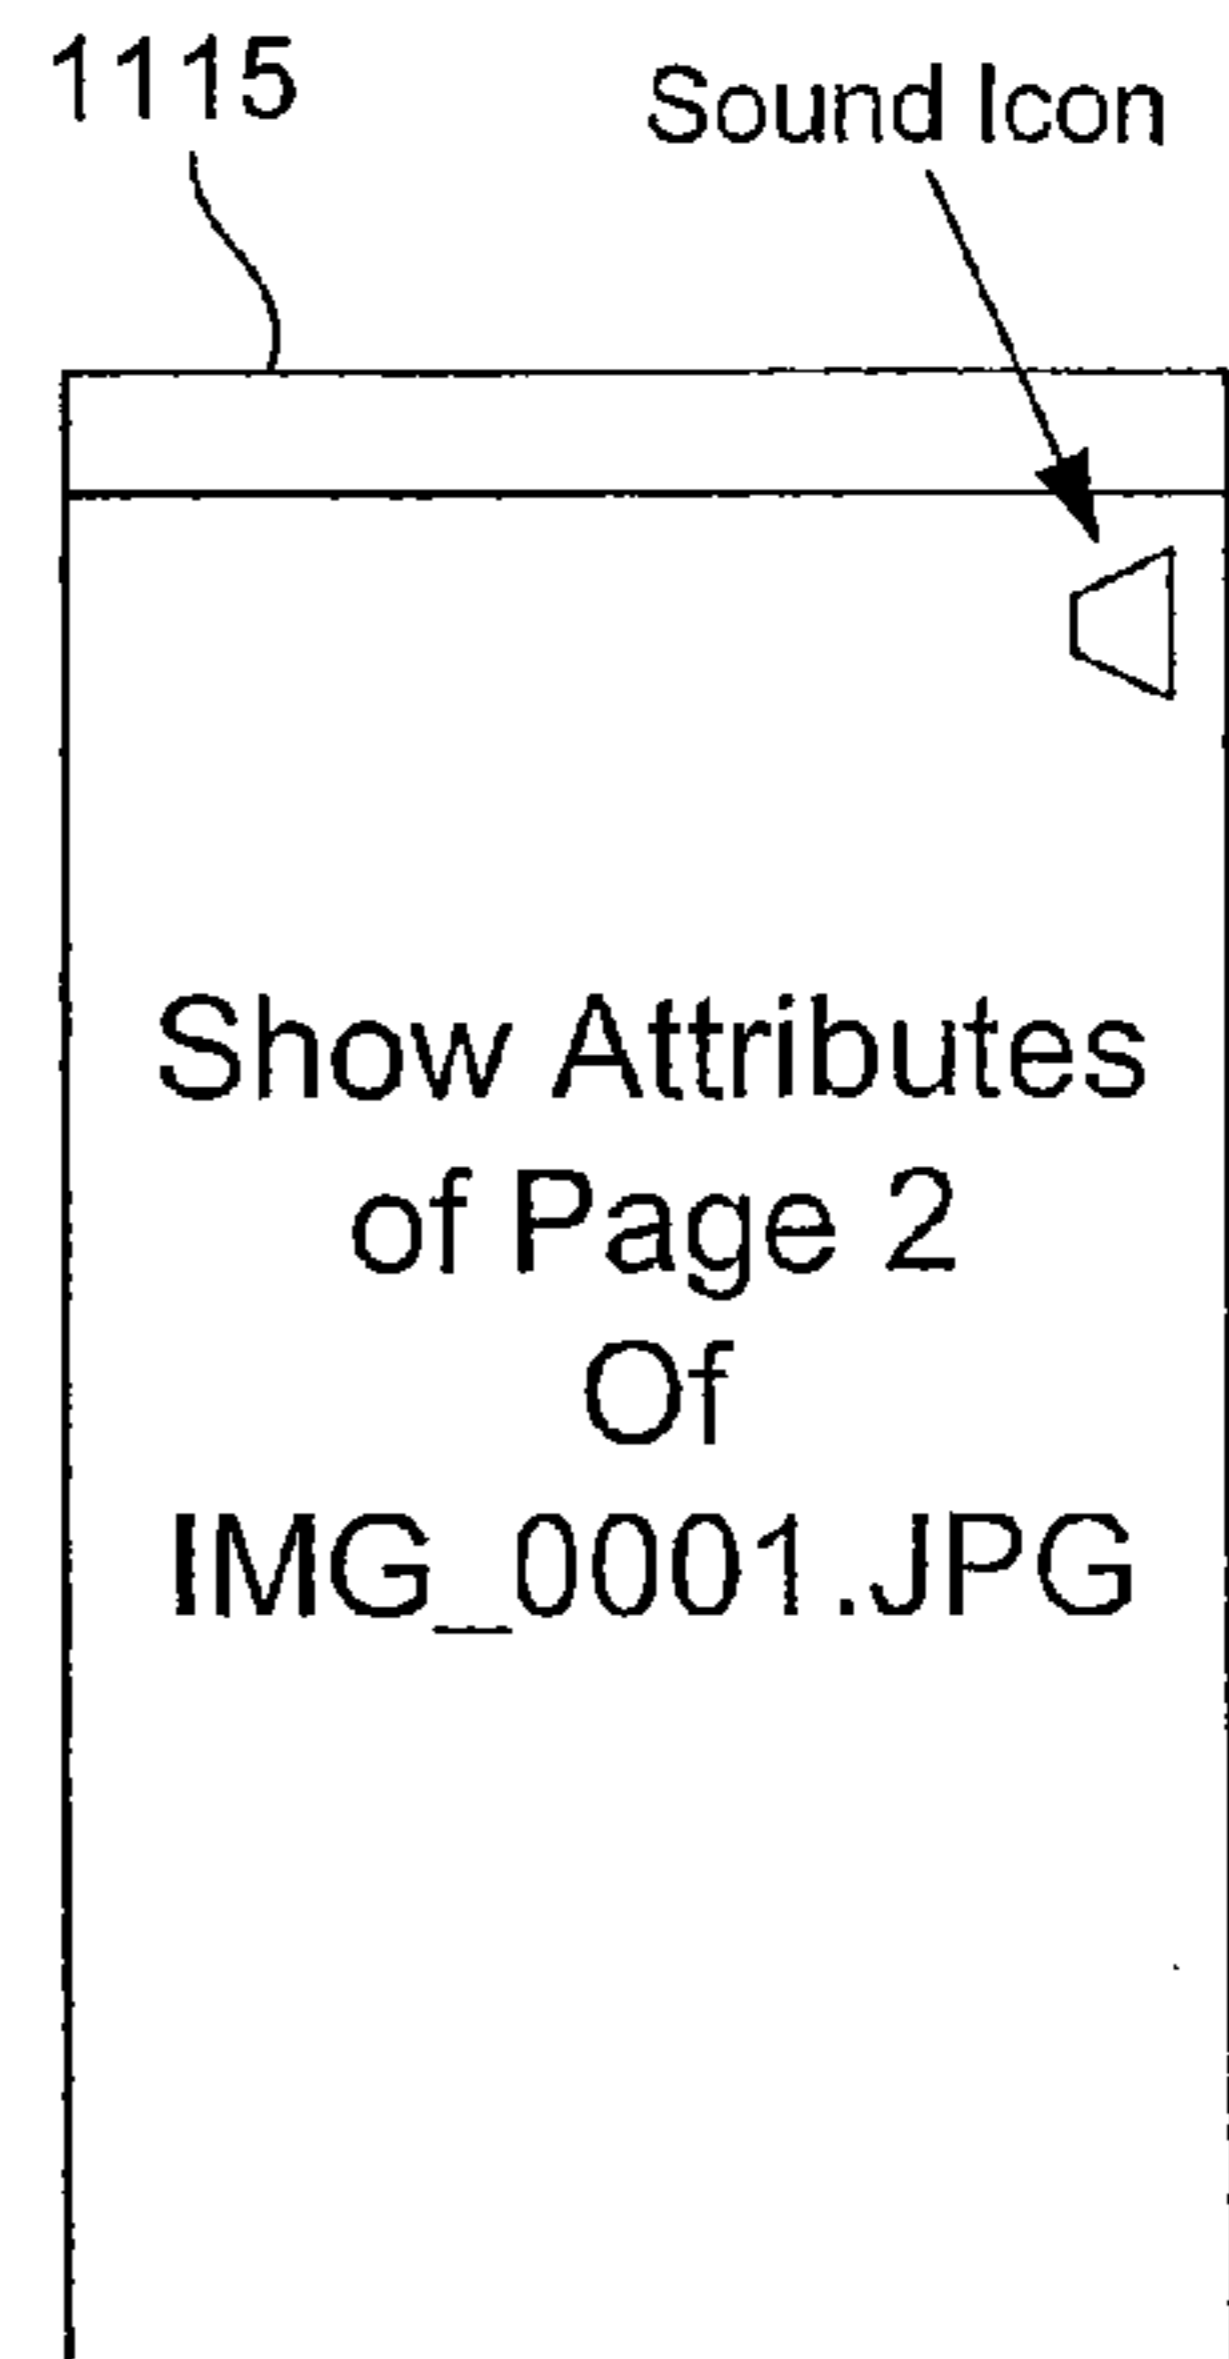 1115
Sound Icon
Show Attributes
of Page 2
Of
IMG_0001.JPG